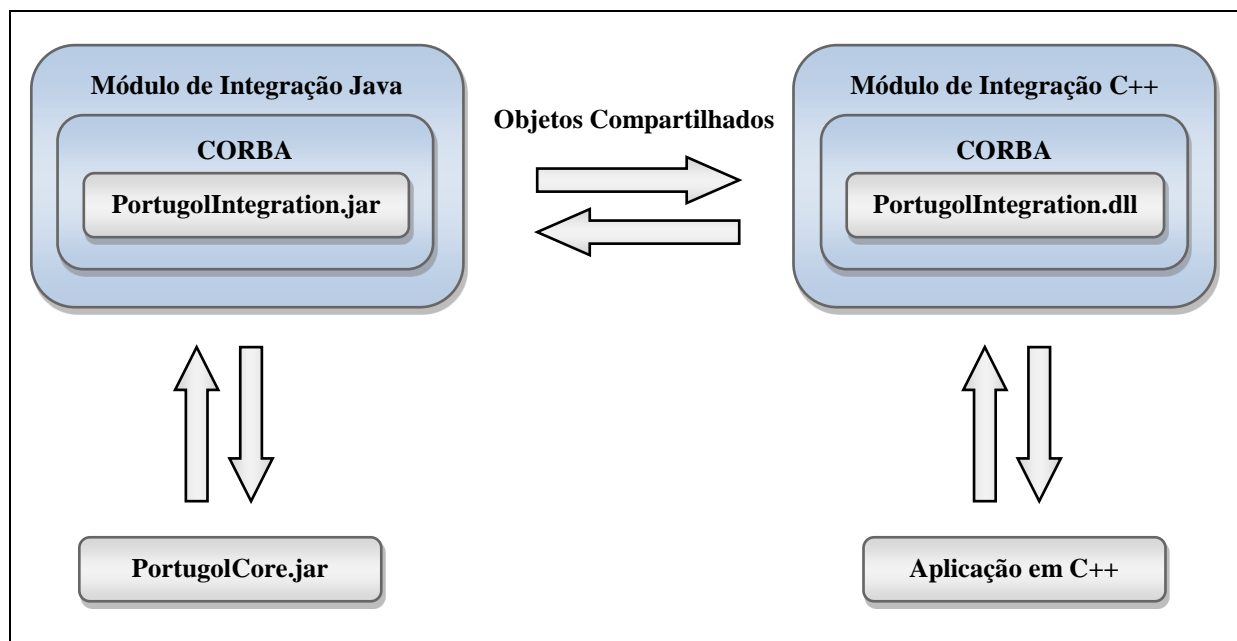 Módulo de Integração Java
CORBA
PortugolIntegration.jar
Objetos Compartilhados
Módulo de Integração C++
CORBA
PortugolIntegration.dll
PortugolCore.jar
Aplicação em C++